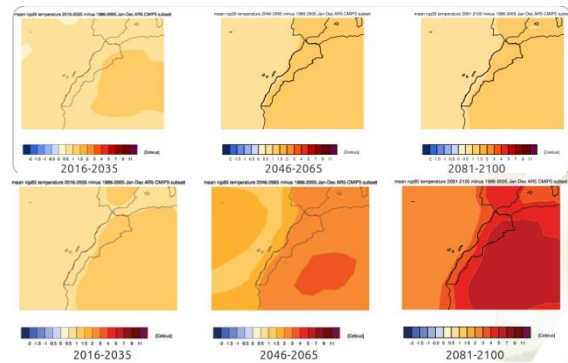 mean rcp26 temperature 2016-2035 minus 1986-2005 Jan-Dec AR5 CMIP5 subset
mean rcp26 temperature 2046-2065 minus 1986-2005 Jan-Dec AR5 CMIP5 subset
mean rcp26 temperature 2081-2100 minus 1986-2005 Jan-Dec AR5 CMIP5 subset
-2 -1.5 -1 -0.5 0 0.5 1 1.5 2 3 4 5 7 9 11 [Celsius]
-2 -1.5 -1 -0.5 0 0.5 1 1.5 2 3 4 5 7 9 11 [Celsius]
-2 -1.5 -1 -0.5 0 0.5 1 1.5 2 3 4 5 7 9 11 [Celsius]
2016-2035
2046-2065
2081-2100
mean rcp85 temperature 2016-2035 minus 1986-2005 Jan-Dec AR5 CMIP5 subset
mean rcp85 temperature 2046-2065 minus 1986-2005 Jan-Dec AR5 CMIP5 subset
mean rcp85 temperature 2081-2100 minus 1986-2005 Jan-Dec AR5 CMIP5 subset
-2 -1.5 -1 -0.5 0 0.5 1 1.5 2 3 4 5 7 9 11 [Celsius]
-2 -1.5 -1 -0.5 0 0.5 1 1.5 2 3 4 5 7 9 11 [Celsius]
-2 -1.5 -1 -0.5 0 0.5 1 1.5 2 3 4 5 7 9 11 [Celsius]
2016-2035
2046-2065
2081-2100